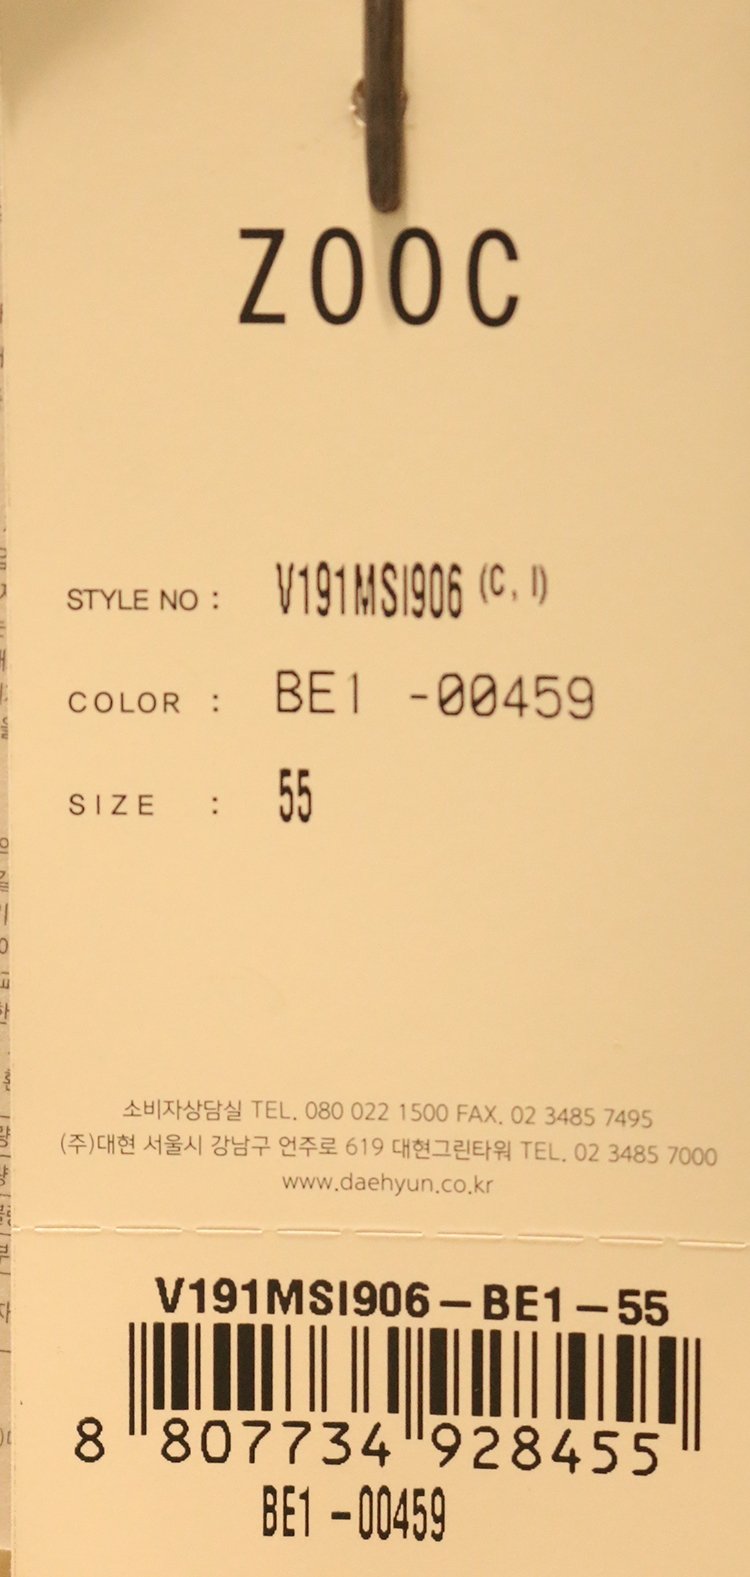 ZOOC
STYLE NO : V191MSI906 (C, I)
COLOR : BE1 -00459
SIZE : 55
소비자상담실 TEL. 080 022 1500 FAX. 02 3485 7495
(주)대현 서울시 강남구 언주로 619 대현그린타워 TEL. 02 3485 7000
www.daehyun.co.kr
V191MSI906-BE1-55
8 807734 928455
BE1 -00459